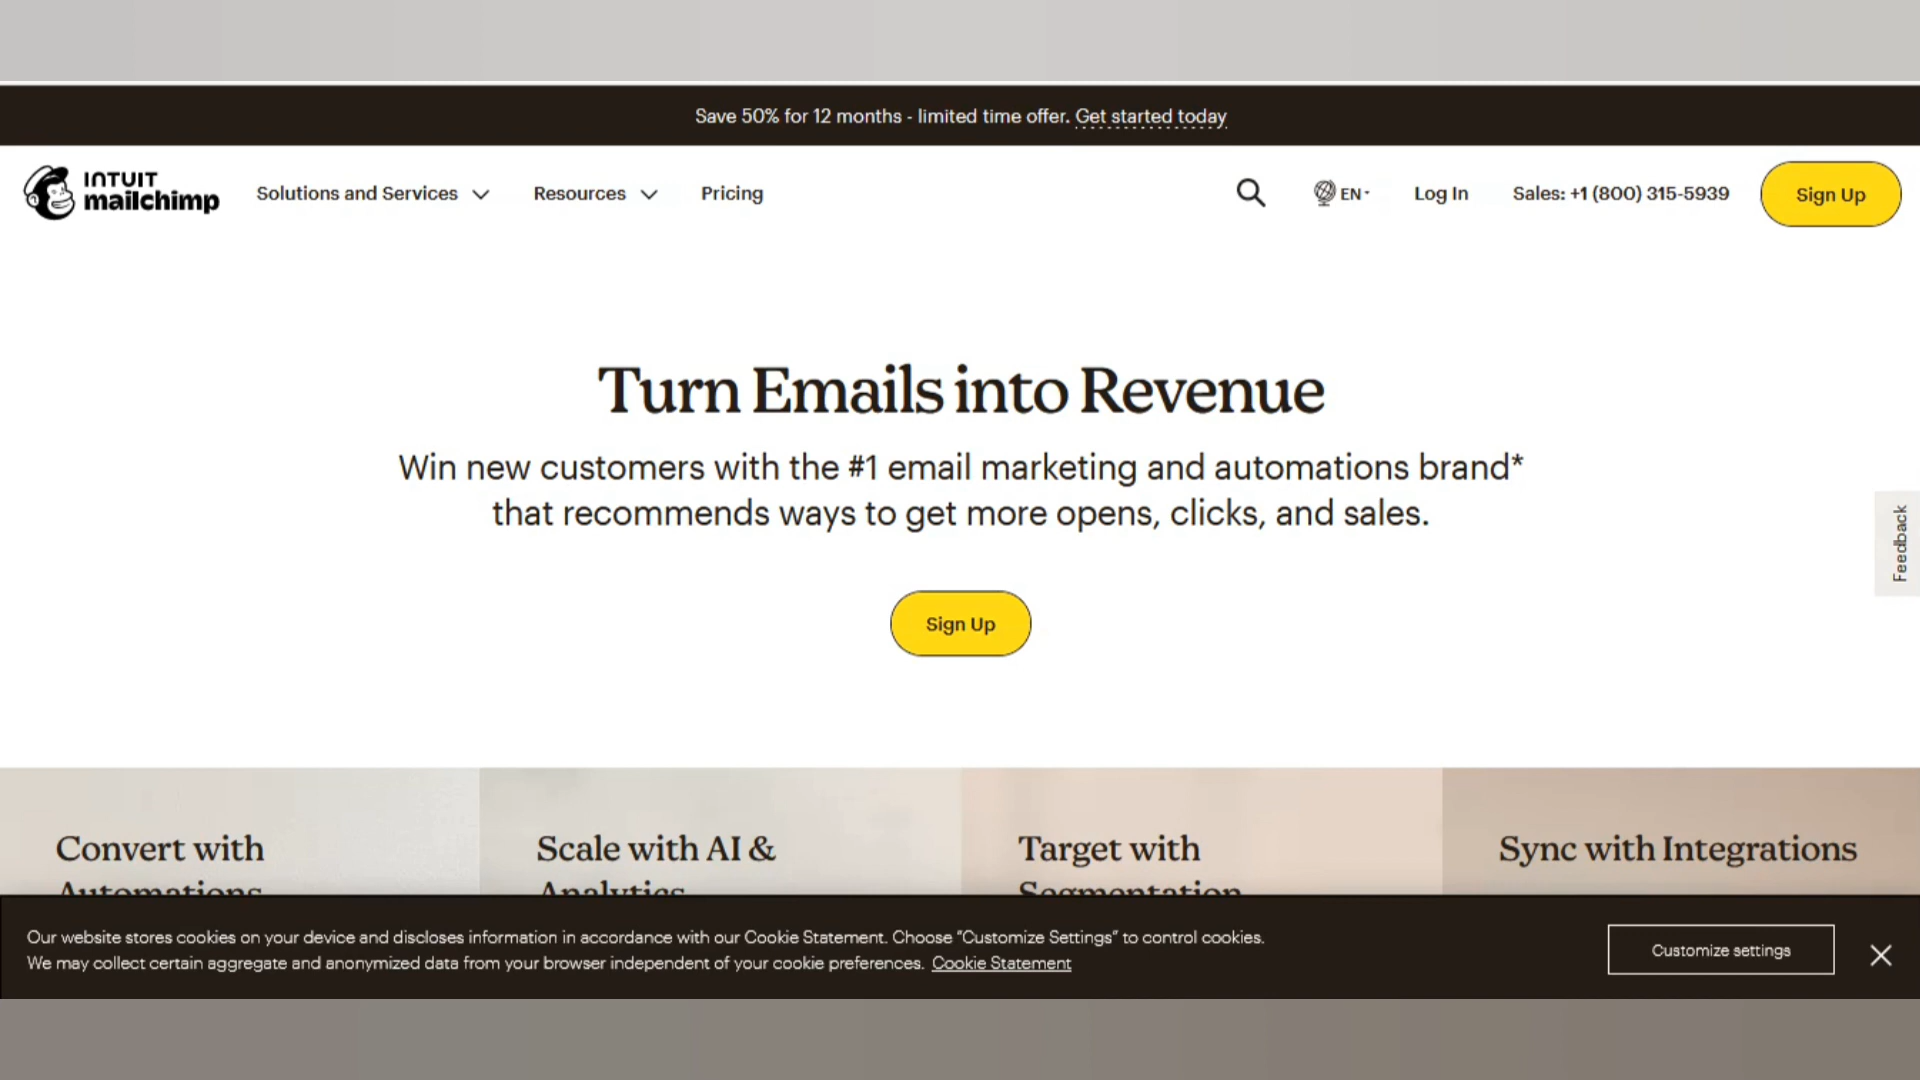 Save 50% for 12 months - limited time offer. Get started today
INTUIT
mailchimp
Solutions and Services
Resources
Pricing
EN
Log In
Sales: +1 (800) 315-5939
Sign Up
Turn Emails into Revenue
Win new customers with the #1 email marketing and automations brand*
that recommends ways to get more opens, clicks, and sales.
Sign Up
Feedback
Convert with
Automations
Scale with AI &
Analytics
Target with
Segmentation
Sync with Integrations
Our website stores cookies on your device and discloses information in accordance with our Cookie Statement. Choose "Customize Settings" to control cookies.
We may collect certain aggregate and anonymized data from your browser independent of your cookie preferences. Cookie Statement
Customize settings